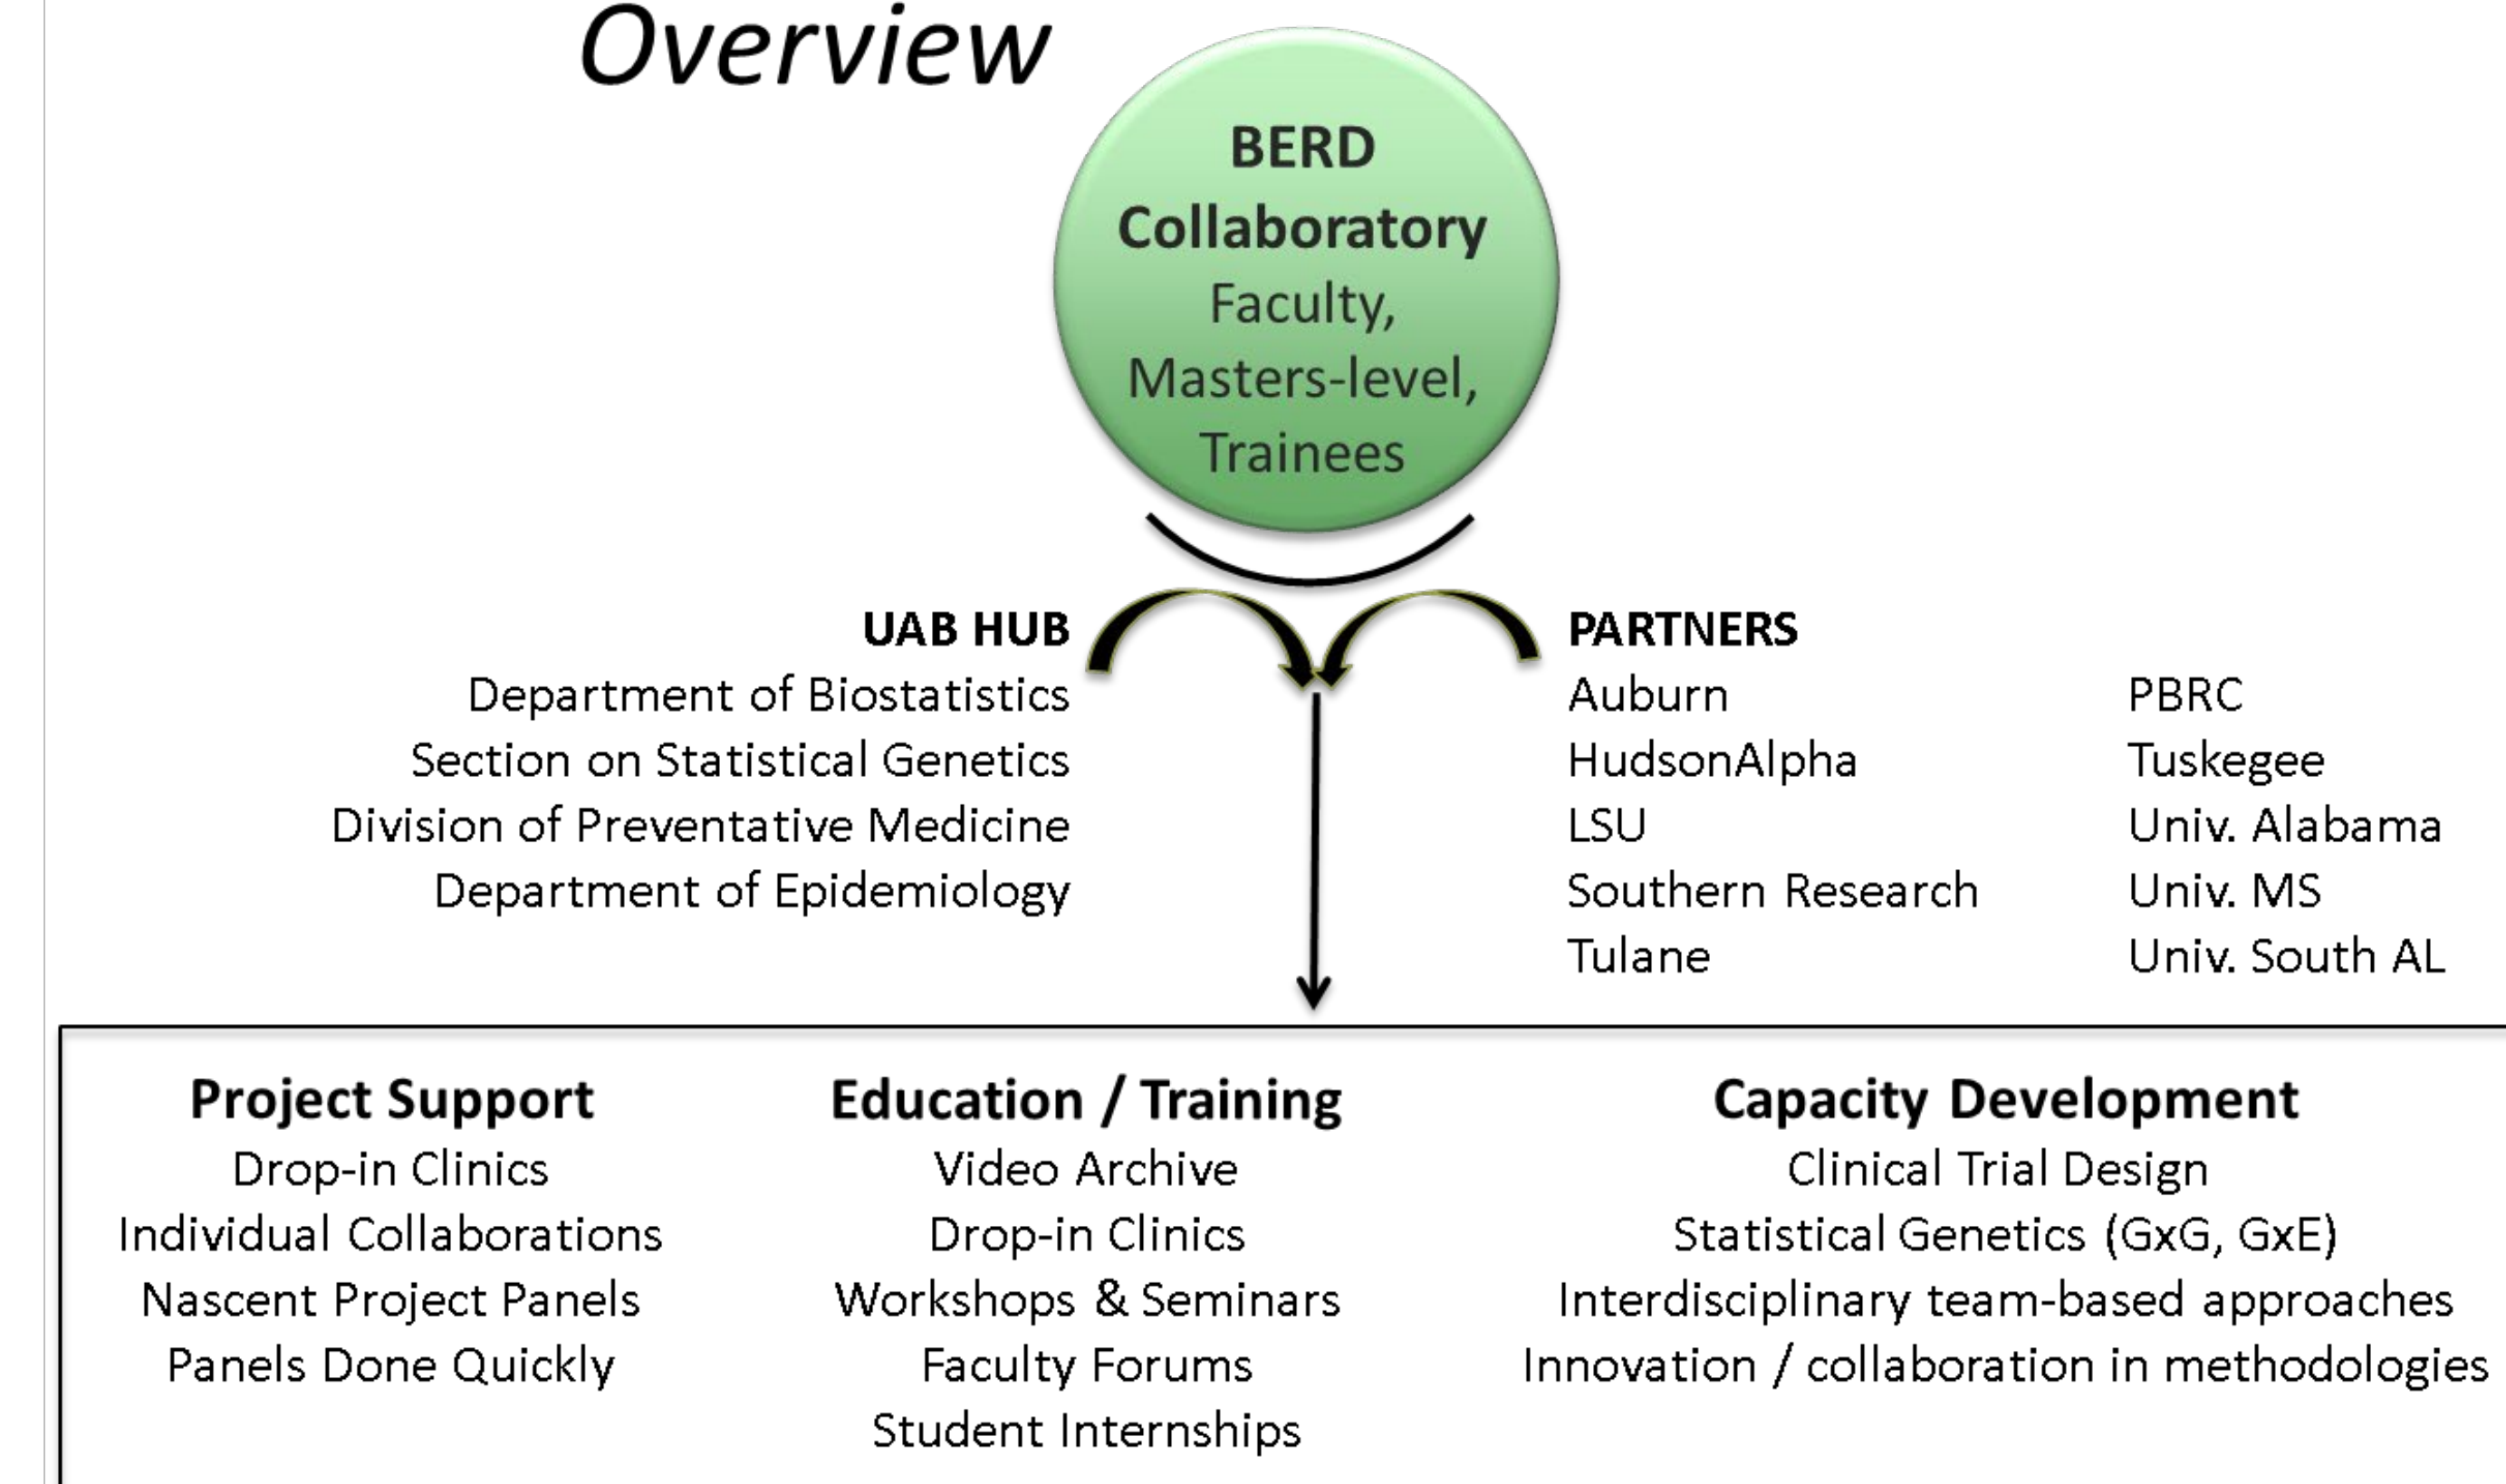 Overview
BERD
Collaboratory
Faculty,
Masters-level,
Trainees
UAB HUB
Department of Biostatistics
Section on Statistical Genetics
Division of Preventative Medicine
Department of Epidemiology
PARTNERS
Auburn
HudsonAlpha
LSU
Southern Research
Tulane
PBRC
Tuskegee
Univ. Alabama
Univ. MS
Univ. South AL
Project Support
Drop-in Clinics
Individual Collaborations
Nascent Project Panels
Panels Done Quickly
Education / Training
Video Archive
Drop-in Clinics
Workshops & Seminars
Faculty Forums
Student Internships
Capacity Development
Clinical Trial Design
Statistical Genetics (GxG, GxE)
Interdisciplinary team-based approaches
Innovation / collaboration in methodologies